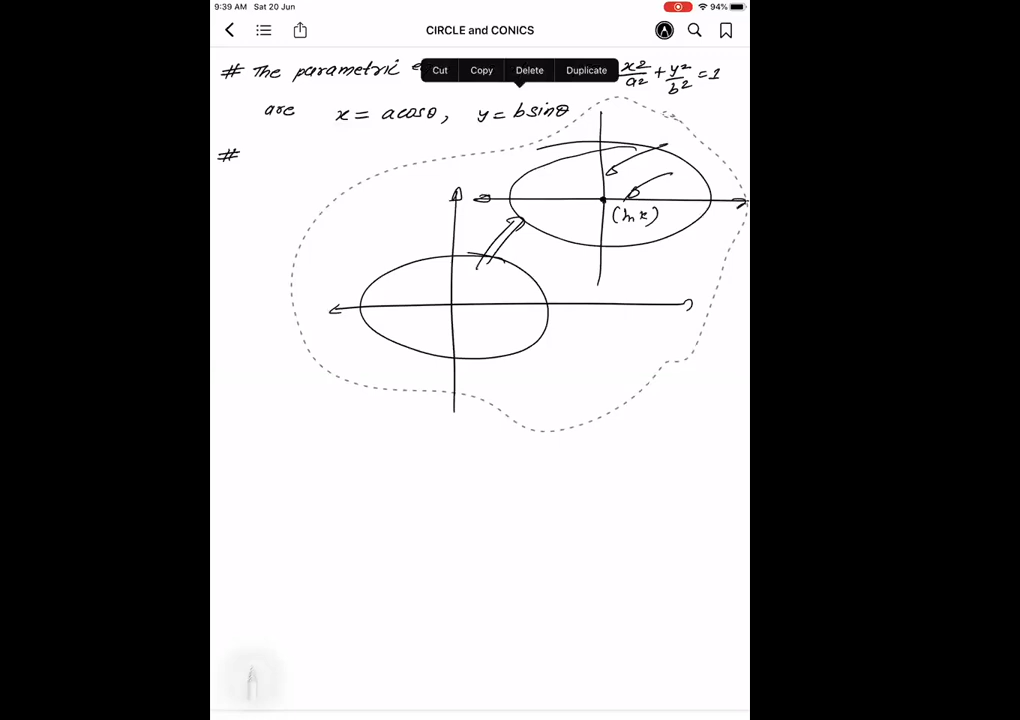 9:39 AM Sat 20 Jun 94%
CIRCLE and CONICS
# The parametric
Cut Copy Delete Duplicate
x²/a² + y²/b² = 1
are x = acosθ, y = bsinθ
#